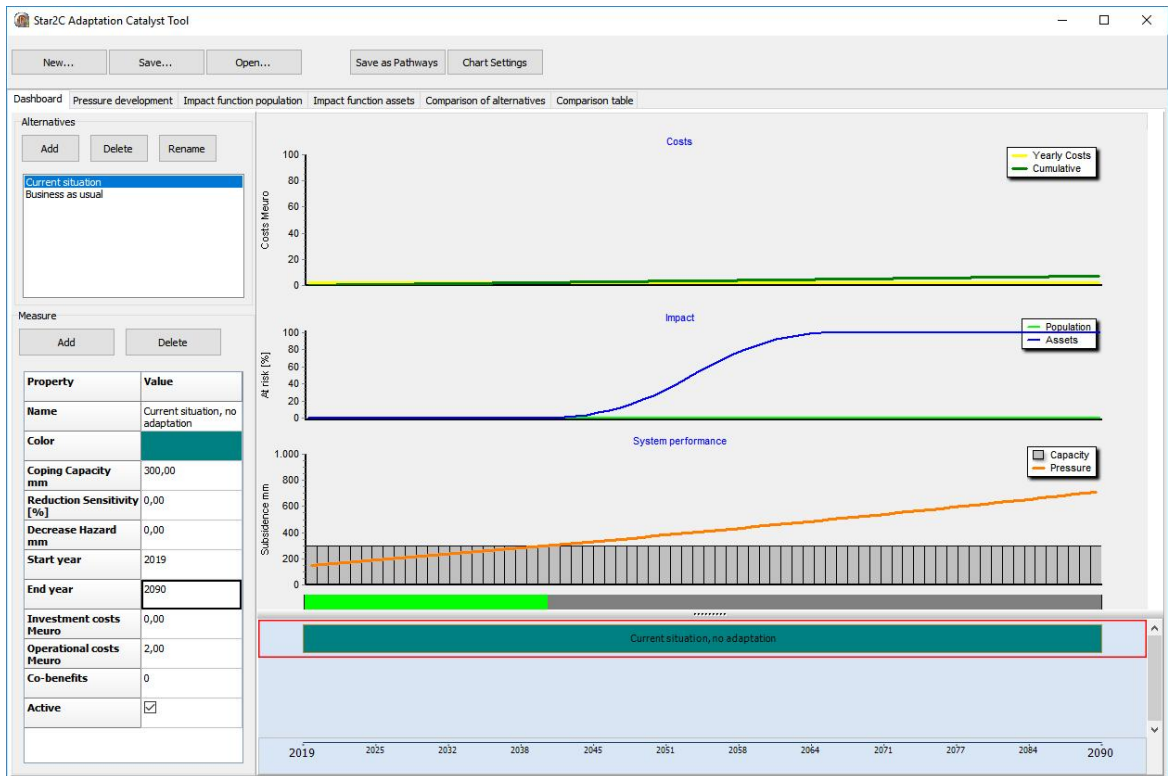 Star2C Adaptation Catalyst Tool
New... Save... Open... Save as Pathways Chart Settings
Dashboard Pressure development Impact function population Impact function assets Comparison of alternatives Comparison table
Alternatives
Add Delete Rename
Current situation
Business as usual
Measure
Add Delete
Property Value
Name Current situation, no
adaptation
Color
Coping Capacity 300,00
mm
Reduction Sensitivity 0,00
[%]
Decrease Hazard 0,00
mm
Start year 2019
End year 2090
Investment costs 0,00
Meuro
Operational costs 2,00
Meuro
Co-benefits 0
Active
Costs
Costs Meuro
100
80
60
40
20
0
Yearly Costs
Cumulative
Impact
At risk [%]
100
80
60
40
20
0
Population
Assets
System performance
Subsidence mm
1.000
800
600
400
200
0
Capacity
Pressure
Current situation, no adaptation
2019 2025 2032 2038 2045 2051 2058 2064 2071 2077 2084 2090